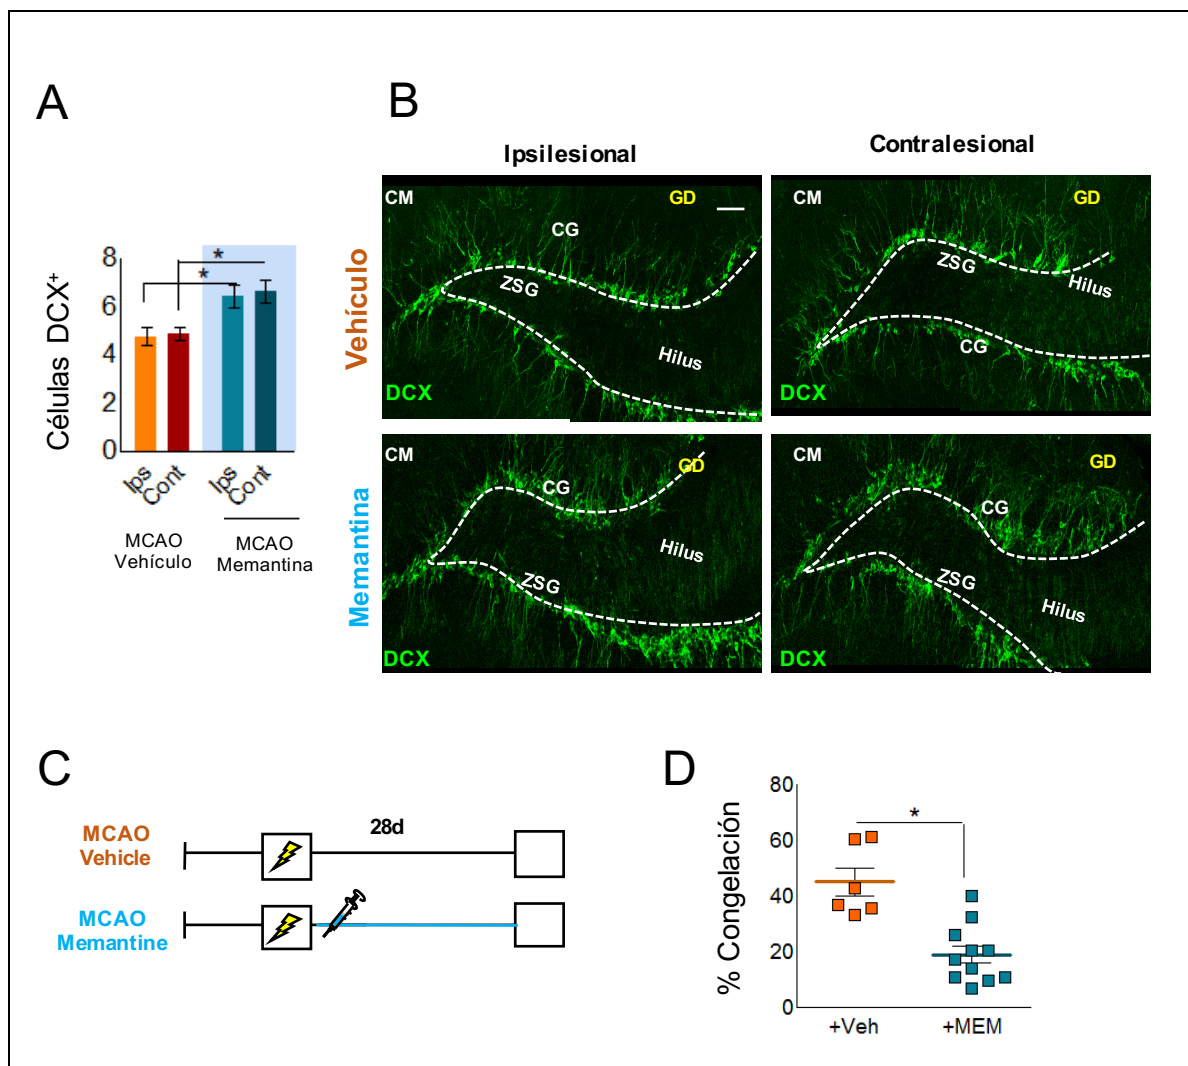 A
Células DCX⁺
8
6
4
2
0
*
*
Ips
Cont
Ips
Cont
MCAO
Vehículo
MCAO
Memantina
B
Ipsilesional
Contralesional
Vehículo
CM
GD
CG
ZSG
Hilus
DCX
CM
GD
ZSG
Hilus
CG
DCX
Memantina
CM
GD
CG
Hilus
ZSG
DCX
CM
GD
CG
ZSG
Hilus
DCX
C
MCAO
Vehicle
28d
MCAO
Memantine
D
% Congelación
80
60
40
20
0
*
+Veh
+MEM